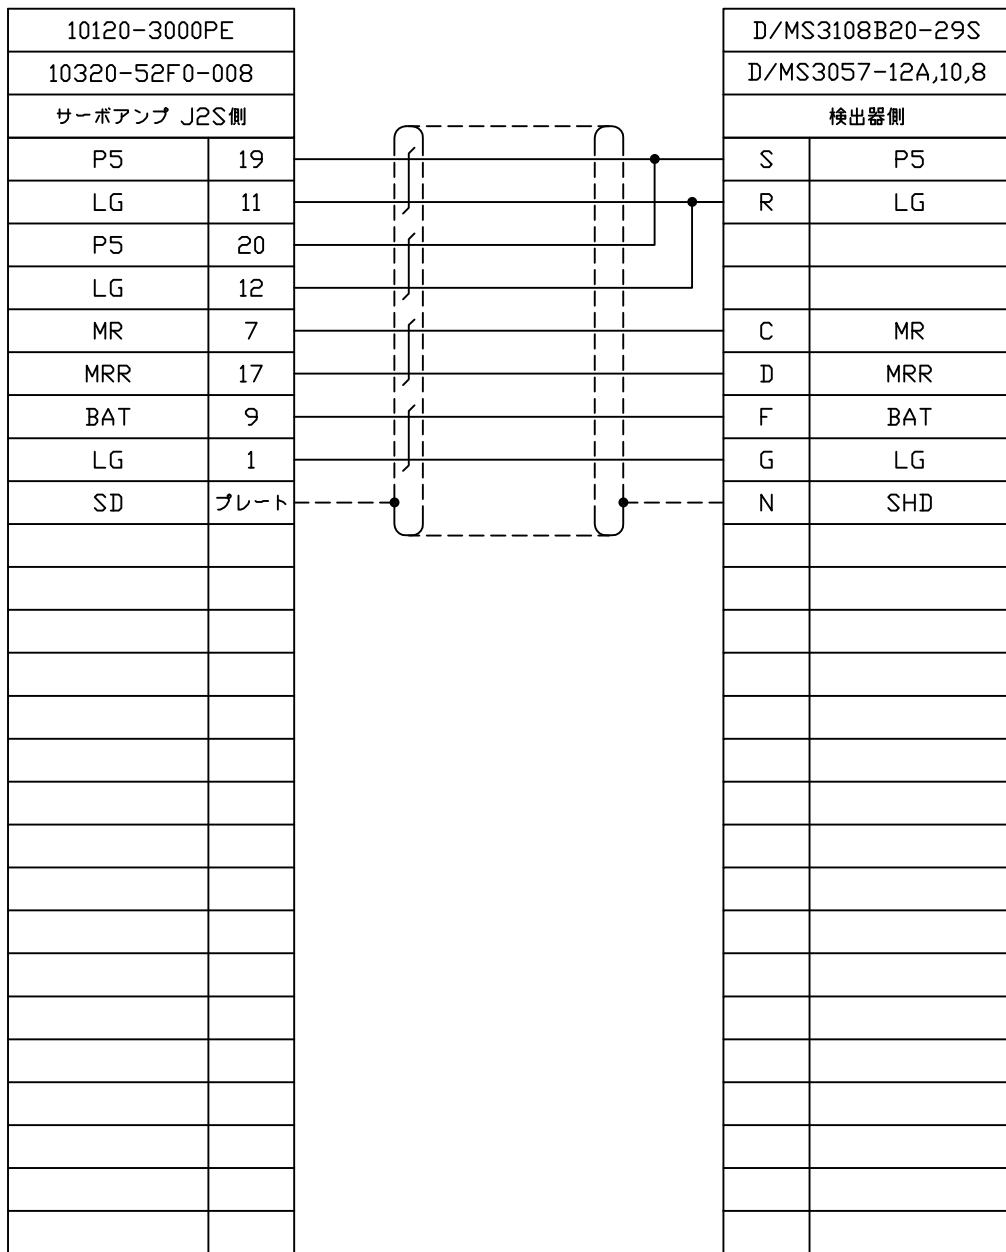 10120-3000PE
10320-52F0-008
サーボアンプ J2S側
P5 19
LG 11
P5 20
LG 12
MR 7
MRR 17
BAT 9
LG 1
SD プレート
D/MS3108B20-29S
D/MS3057-12A,10,8
検出器側
S P5
R LG
C MR
D MRR
F BAT
G LG
N SHD